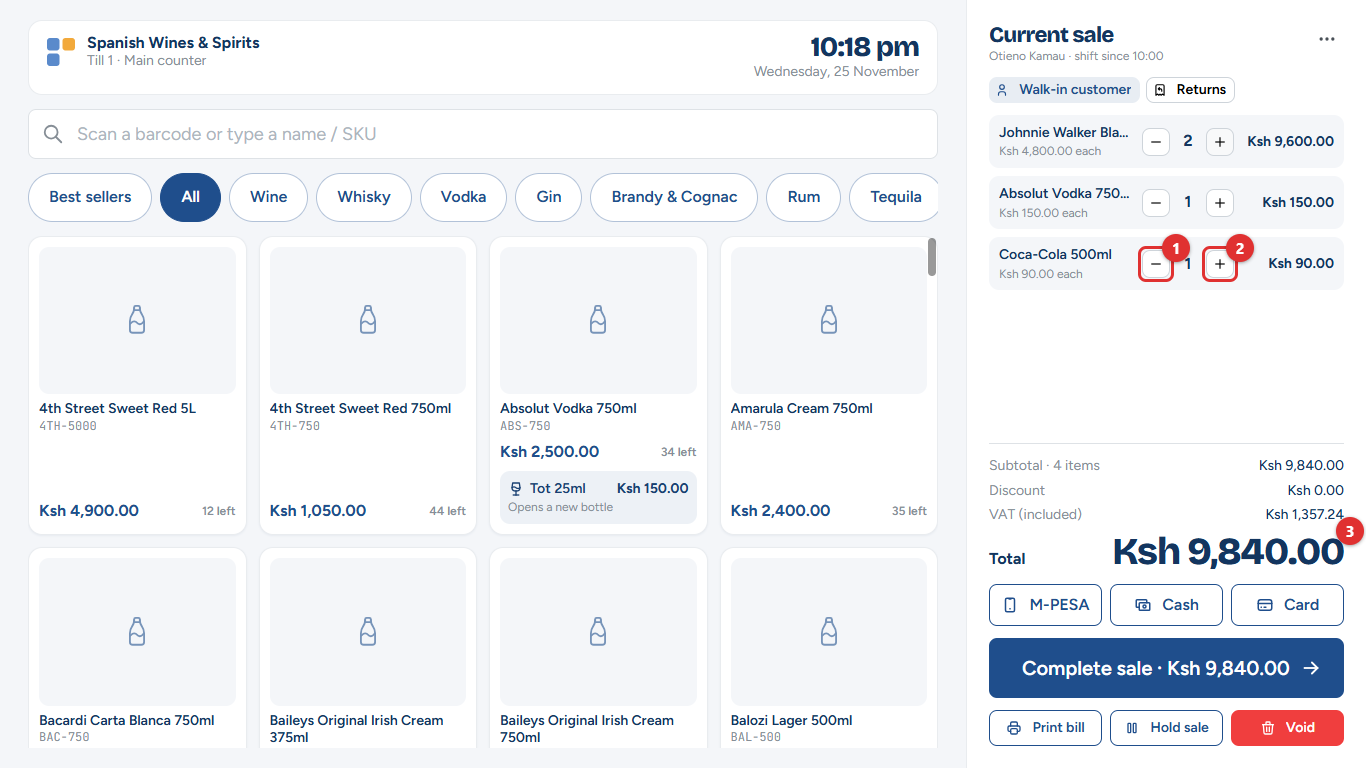 Spanish Wines & Spirits
Till 1 · Main counter
10:18 pm
Wednesday, 25 November
Scan a barcode or type a name / SKU
Best sellers
All
Wine
Whisky
Vodka
Gin
Brandy & Cognac
Rum
Tequila
4th Street Sweet Red 5L
4TH-5000
Ksh 4,900.00
12 left
4th Street Sweet Red 750ml
4TH-750
Ksh 1,050.00
44 left
Absolut Vodka 750ml
ABS-750
Ksh 2,500.00
34 left
Tot 25ml
Ksh 150.00
Opens a new bottle
Amarula Cream 750ml
AMA-750
Ksh 2,400.00
35 left
Bacardi Carta Blanca 750ml
BAC-750
Baileys Original Irish Cream
375ml
Baileys Original Irish Cream
750ml
Balozi Lager 500ml
BAL-500
Current sale
Otieno Kamau · shift since 10:00
Walk-in customer
Returns
Johnnie Walker Bla...
Ksh 4,800.00 each
2
Ksh 9,600.00
Absolut Vodka 750...
Ksh 150.00 each
1
Ksh 150.00
Coca-Cola 500ml
Ksh 90.00 each
1
1
2
Ksh 90.00
Subtotal · 4 items
Ksh 9,840.00
Discount
Ksh 0.00
VAT (included)
Ksh 1,357.24
3
Total
Ksh 9,840.00
M-PESA
Cash
Card
Complete sale · Ksh 9,840.00
Print bill
Hold sale
Void